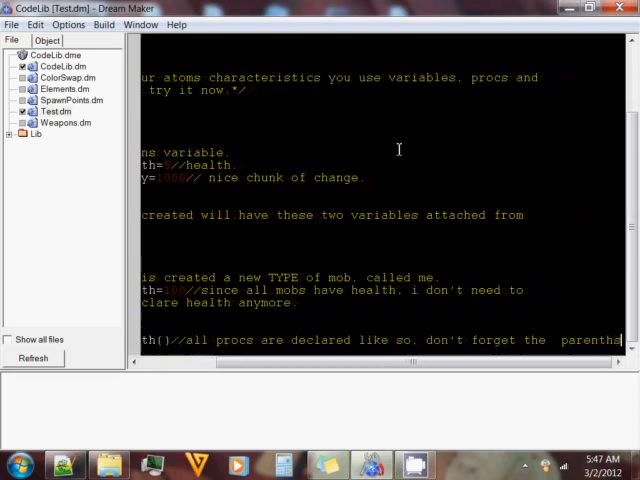 CodeLib [Test.dm] - Dream Maker
File Edit Options Build Window Help
File Object
CodeLib.dme
CodeLib.dm
ColorSwap.dm
Elements.dm
SpawnPoints.dm
Test.dm
Weapons.dm
Lib
ur atoms characteristics you use variables, procs and
try it now.*/
ns variable.
th=5//health.
y=1000// nice chunk of change.
created will have these two variables attached from
is created a new TYPE of mob, called me.
th=100//since all mobs have health, i don't need to
clare health anymore.
th()//all procs are declared like so, don't forget the parenths
Show all files
Refresh
5:47 AM
3/2/2012